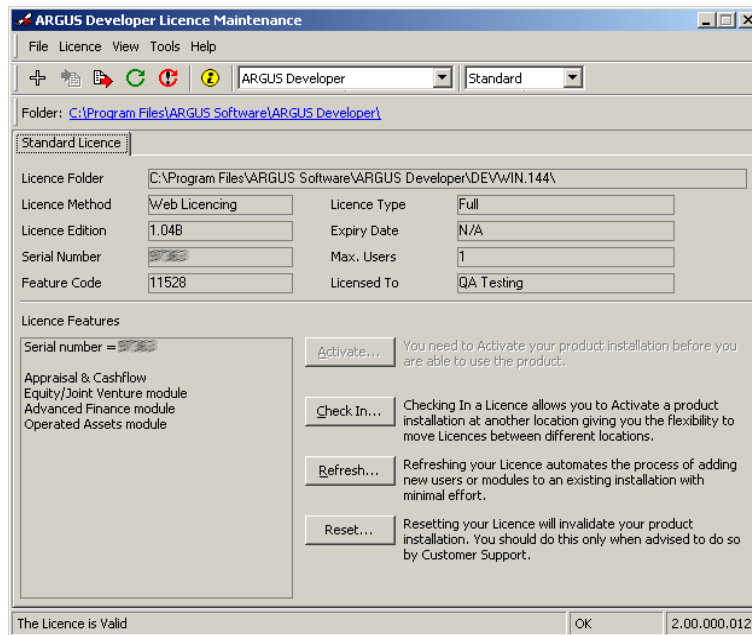 ARGUS Developer Licence Maintenance
File Licence View Tools Help
ARGUS Developer Standard
Folder: C:\Program Files\ARGUS Software\ARGUS Developer\
Standard Licence
Licence Folder C:\Program Files\ARGUS Software\ARGUS Developer\DEVWIN.144\
Licence Method Web Licencing Licence Type Full
Licence Edition 1.04B Expiry Date N/A
Serial Number Max. Users 1
Feature Code 11528 Licensed To QA Testing
Licence Features
Serial number =
Appraisal & Cashflow
Equity/Joint Venture module
Advanced Finance module
Operated Assets module
Activate... You need to Activate your product installation before you
are able to use the product.
Check In... Checking In a Licence allows you to Activate a product
installation at another location giving you the flexibility to
move Licences between different locations.
Refresh... Refreshing your Licence automates the process of adding
new users or modules to an existing installation with
minimal effort.
Reset... Resetting your Licence will invalidate your product
installation. You should do this only when advised to do so
by Customer Support.
The Licence is Valid OK 2.00.000.012